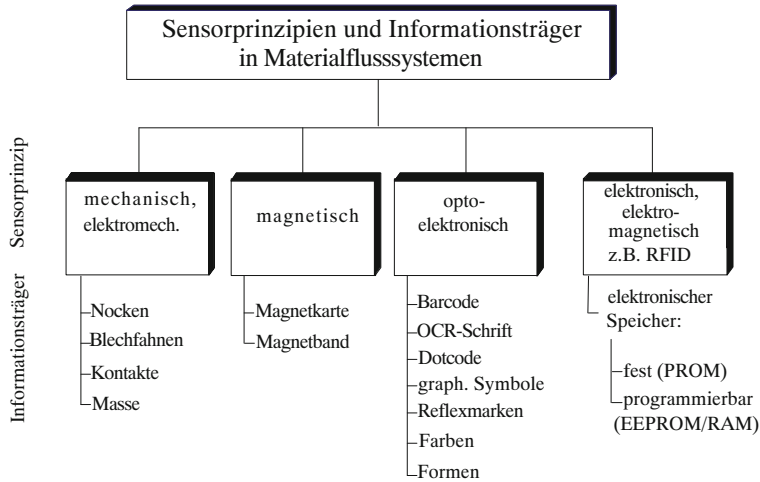 Sensorprinzipien und Informationsträger
in Materialflusssystemen
Sensorprinzip
mechanisch,
elektromech.
magnetisch
opto-
elektronisch
elektronisch,
elektro-
magnetisch
z.B. RFID
Informationsträger
Nocken
Blechfahnen
Kontakte
Masse
Magnetkarte
Magnetband
Barcode
OCR-Schrift
Dotcode
graph. Symbole
Reflexmarken
Farben
Formen
elektronischer
Speicher:
fest (PROM)
programmierbar
(EEPROM/RAM)